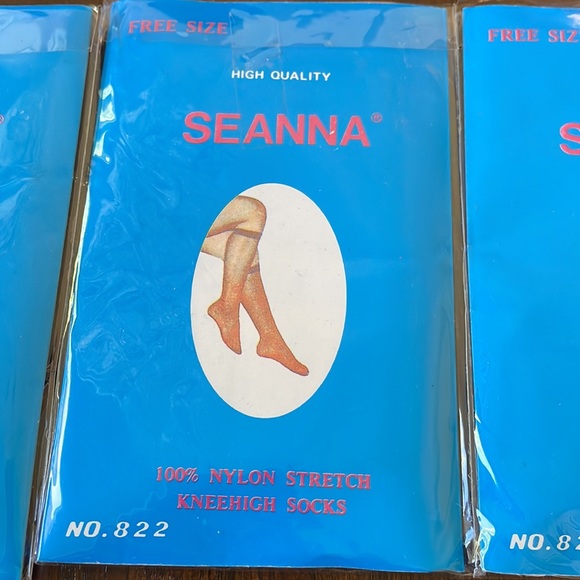 FREE SIZE
HIGH QUALITY
SEANNA®
100% NYLON STRETCH
KNEEHIGH SOCKS
NO.822
FREE SIZ
S
NO.82